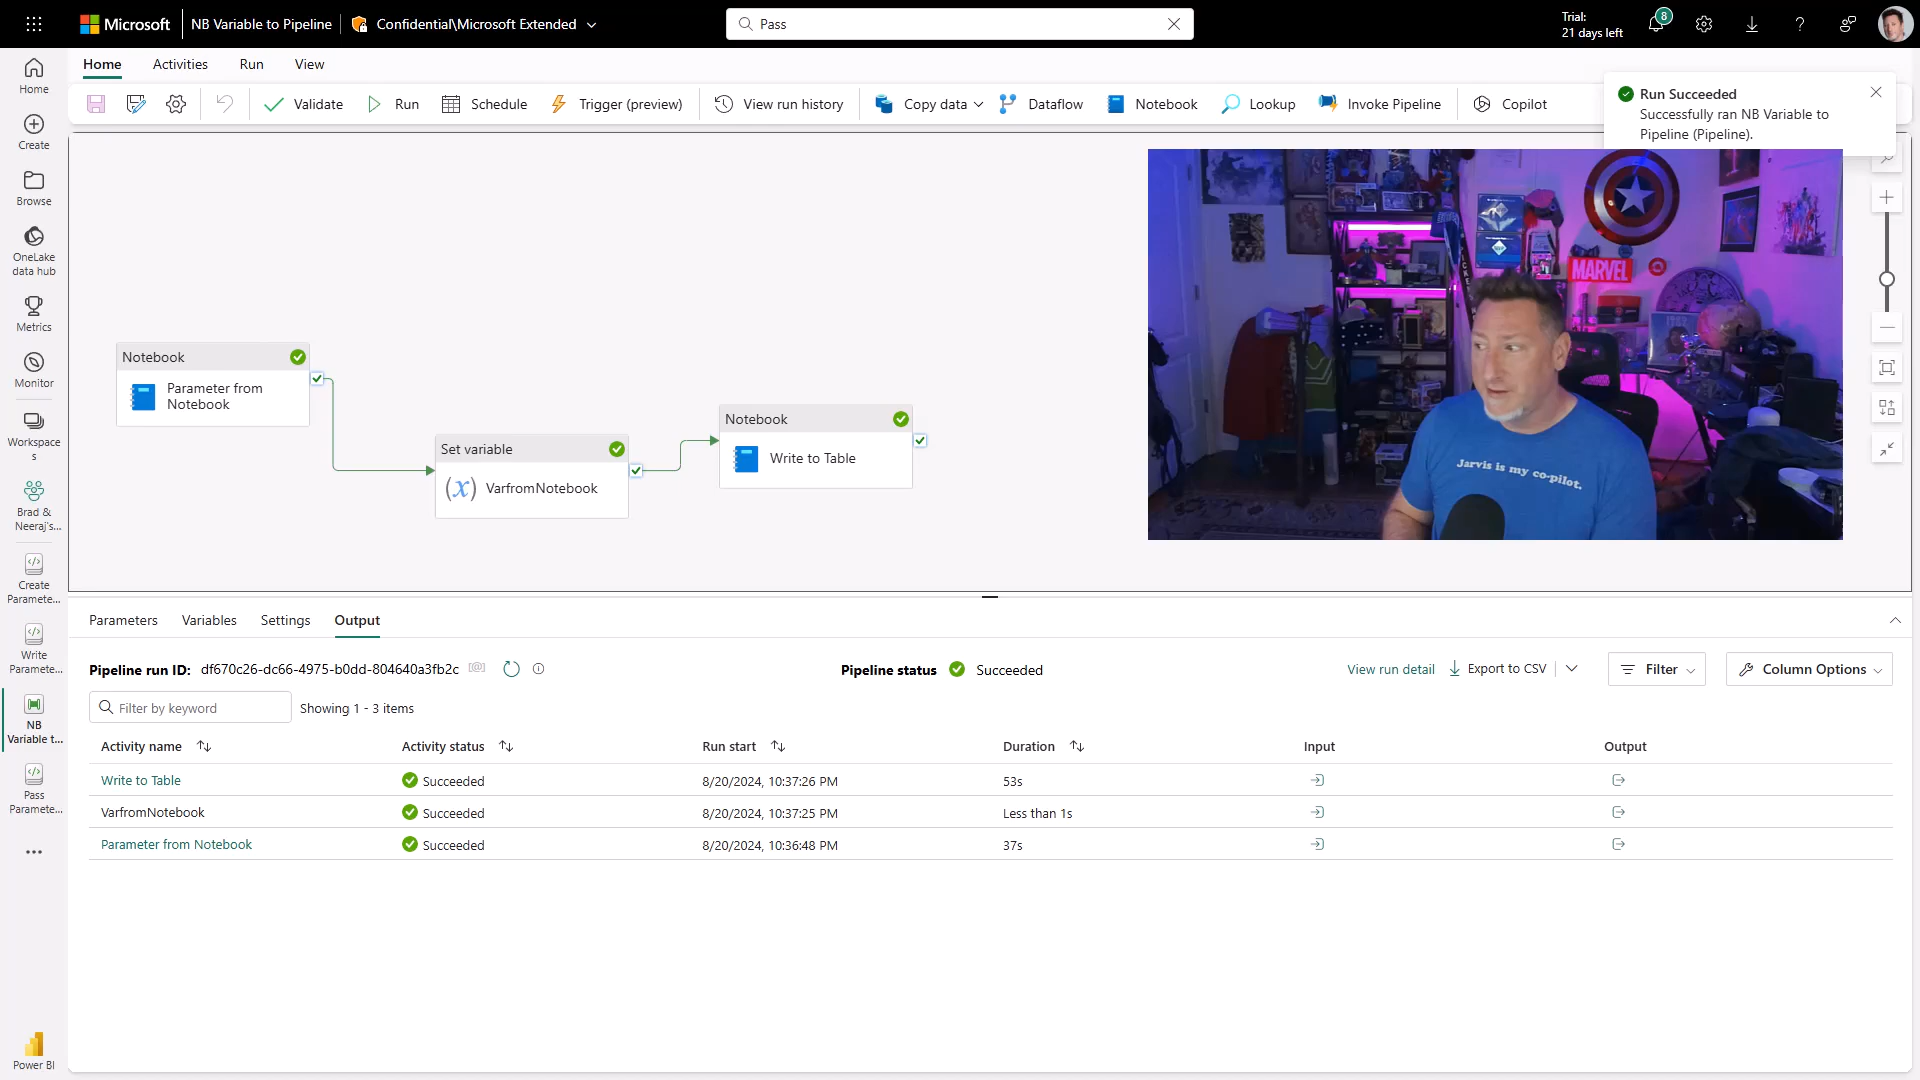 Microsoft
NB Variable to Pipeline
Confidential\Microsoft Extended
Pass
Trial:
21 days left
8
Home
Activities
Run
View
Validate
Run
Schedule
Trigger (preview)
View run history
Copy data
Dataflow
Notebook
Lookup
Invoke Pipeline
Copilot
Run Succeeded
Successfully ran NB Variable to
Pipeline (Pipeline).
Home
Create
Browse
OneLake
data hub
Metrics
Monitor
Workspace
s
Brad &
Neeraj's...
Create
Paramete...
Write
Paramete...
NB
Variable t...
Pass
Paramete...
Power BI
Notebook
Parameter from
Notebook
Set variable
(x) VarfromNotebook
Notebook
Write to Table
MARVEL
Jarvis is my co-pilot.
Parameters
Variables
Settings
Output
Pipeline run ID: df670c26-dc66-4975-b0dd-804640a3fb2c
Pipeline status Succeeded
View run detail
Export to CSV
Filter
Column Options
Filter by keyword
Showing 1 - 3 items
Activity name Activity status Run start Duration Input Output
Write to Table Succeeded 8/20/2024, 10:37:26 PM 53s
VarfromNotebook Succeeded 8/20/2024, 10:37:25 PM Less than 1s
Parameter from Notebook Succeeded 8/20/2024, 10:36:48 PM 37s